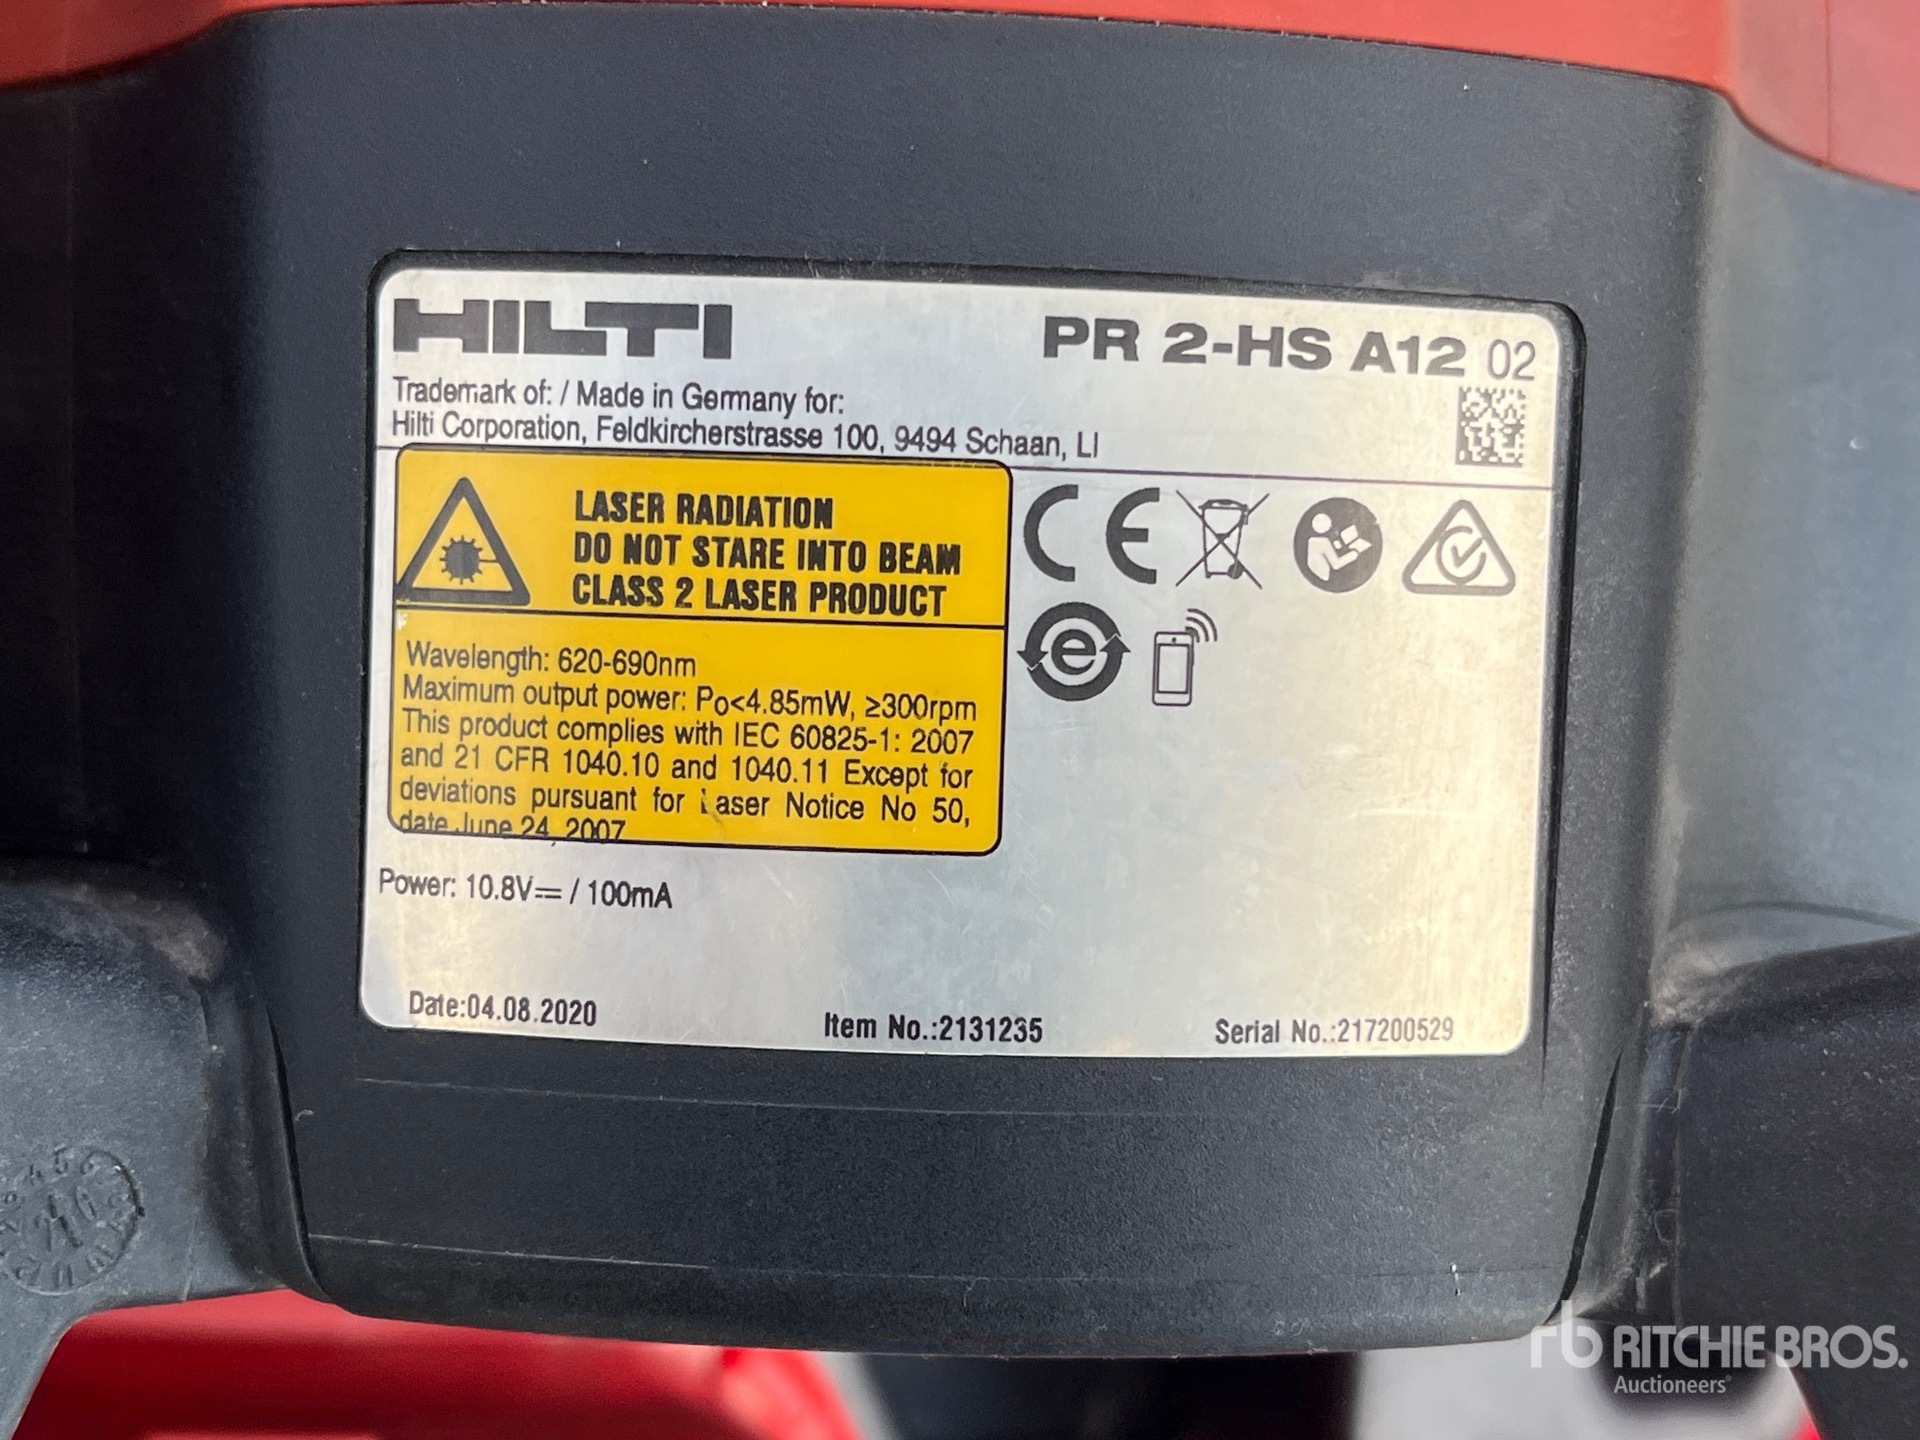 HILTI
PR 2-HS A12 02
Trademark of: / Made in Germany for:
Hilti Corporation, Feldkircherstrasse 100, 9494 Schaan, LI
LASER RADIATION
DO NOT STARE INTO BEAM
CLASS 2 LASER PRODUCT
CE
e
Wavelength: 620-690nm
Maximum output power: Po<4.85mW, ≥300rpm
This product complies with IEC 60825-1: 2007
and 21 CFR 1040.10 and 1040.11 Except for
deviations pursuant for Laser Notice No 50,
date June 24, 2007
Power: 10.8V⎓ / 100mA
Date:04.08.2020
Item No.:2131235
Serial No.:217200529
rb RITCHIE BROS.
Auctioneers